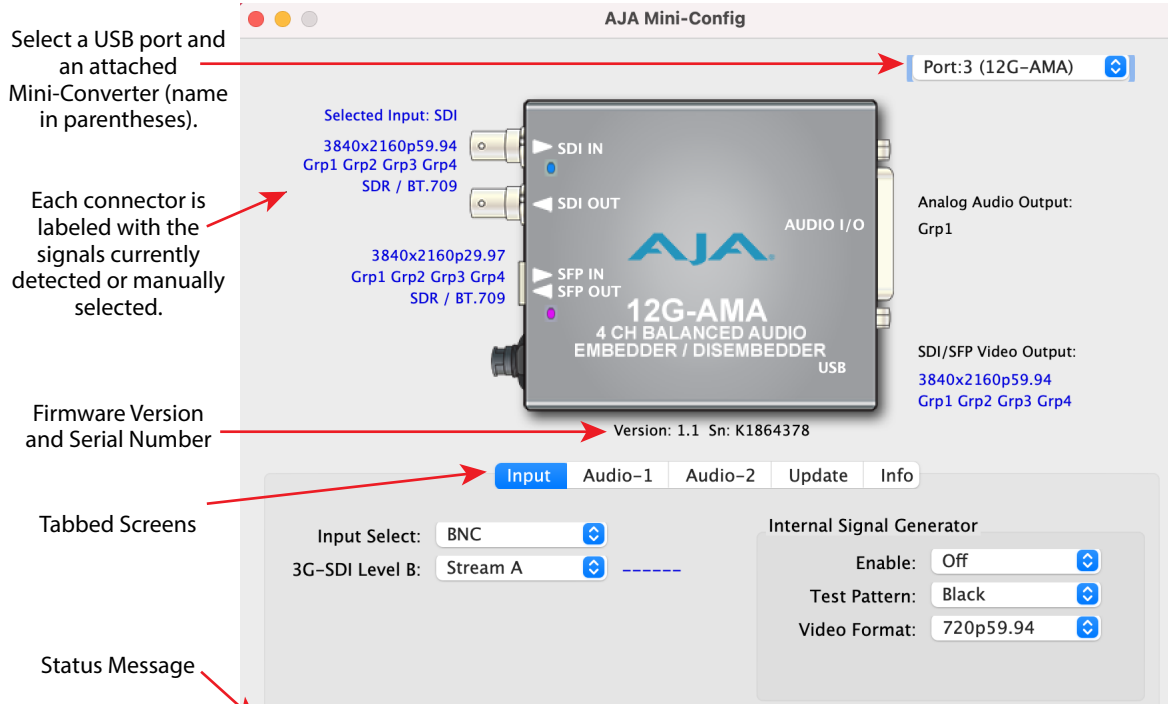 AJA Mini-Config
Select a USB port and
an attached
Mini-Converter (name
in parentheses).
Port:3 (12G-AMA)
Selected Input: SDI
3840x2160p59.94
Grp1 Grp2 Grp3 Grp4
SDR / BT.709
SDI IN
SDI OUT
AUDIO I/O
Each connector is
labeled with the
signals currently
detected or manually
selected.
Analog Audio Output:
Grp1
3840x2160p29.97
Grp1 Grp2 Grp3 Grp4
SDR / BT.709
AJA
SFP IN
SFP OUT
12G-AMA
4 CH BALANCED AUDIO
EMBEDDER / DISEMBEDDER
USB
SDI/SFP Video Output:
3840x2160p59.94
Grp1 Grp2 Grp3 Grp4
Firmware Version
and Serial Number
Version: 1.1 Sn: K1864378
Tabbed Screens
Input Audio-1 Audio-2 Update Info
Input Select: BNC
3G-SDI Level B: Stream A ------
Internal Signal Generator
Enable: Off
Test Pattern: Black
Video Format: 720p59.94
Status Message